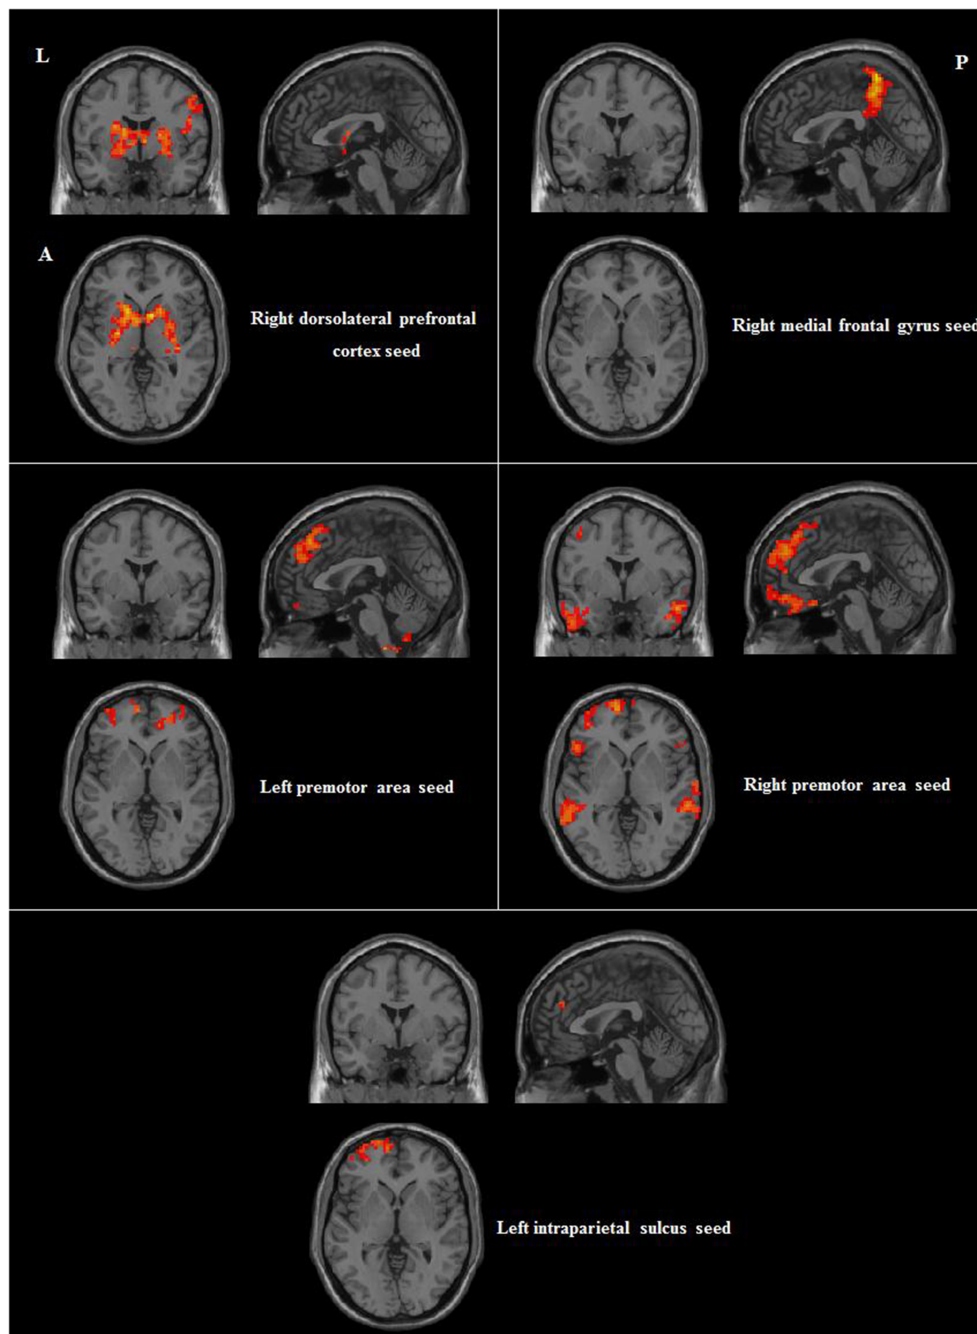 L
P
A
Right dorsolateral prefrontal
cortex seed
Right medial frontal gyrus seed
Left premotor area seed
Right premotor area seed
Left intraparietal sulcus seed